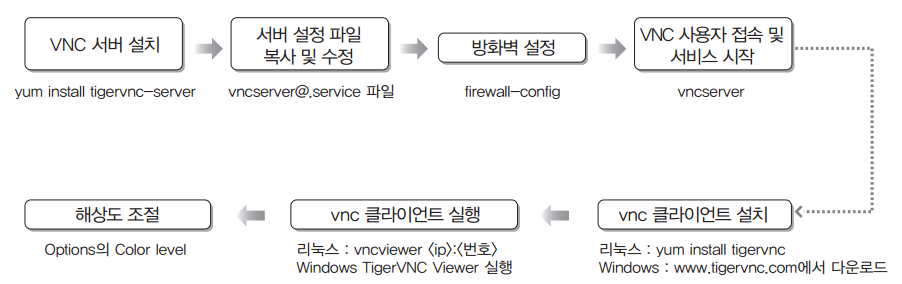 VNC 서버 설치
yum install tigervnc-server
서버 설정 파일
복사 및 수정
vncserver@.service 파일
방화벽 설정
firewall-config
VNC 사용자 접속 및
서비스 시작
vncserver
vnc 클라이언트 설치
리눅스 : yum install tigervnc
Windows : www.tigervnc.com에서 다운로드
vnc 클라이언트 실행
리눅스 : vncviewer 〈ip〉:〈번호〉
Windows TigerVNC Viewer 실행
해상도 조절
Options의 Color level